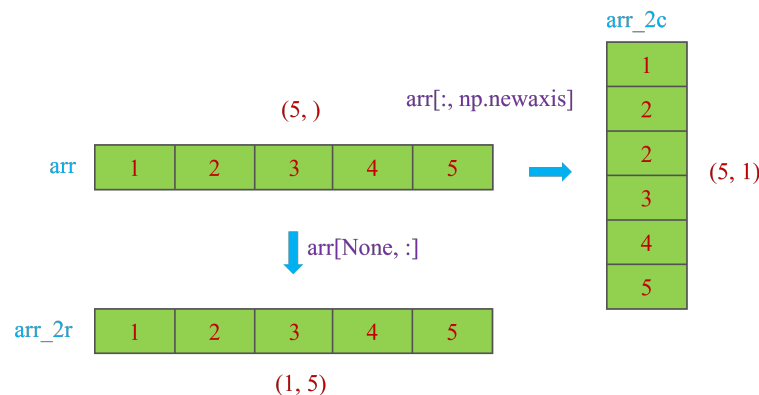 arr_2c
(5, )
arr[:, np.newaxis]
arr
1 2 3 4 5
1
2
2
3
4
5
(5, 1)
arr[None, :]
arr_2r
1 2 3 4 5
(1, 5)